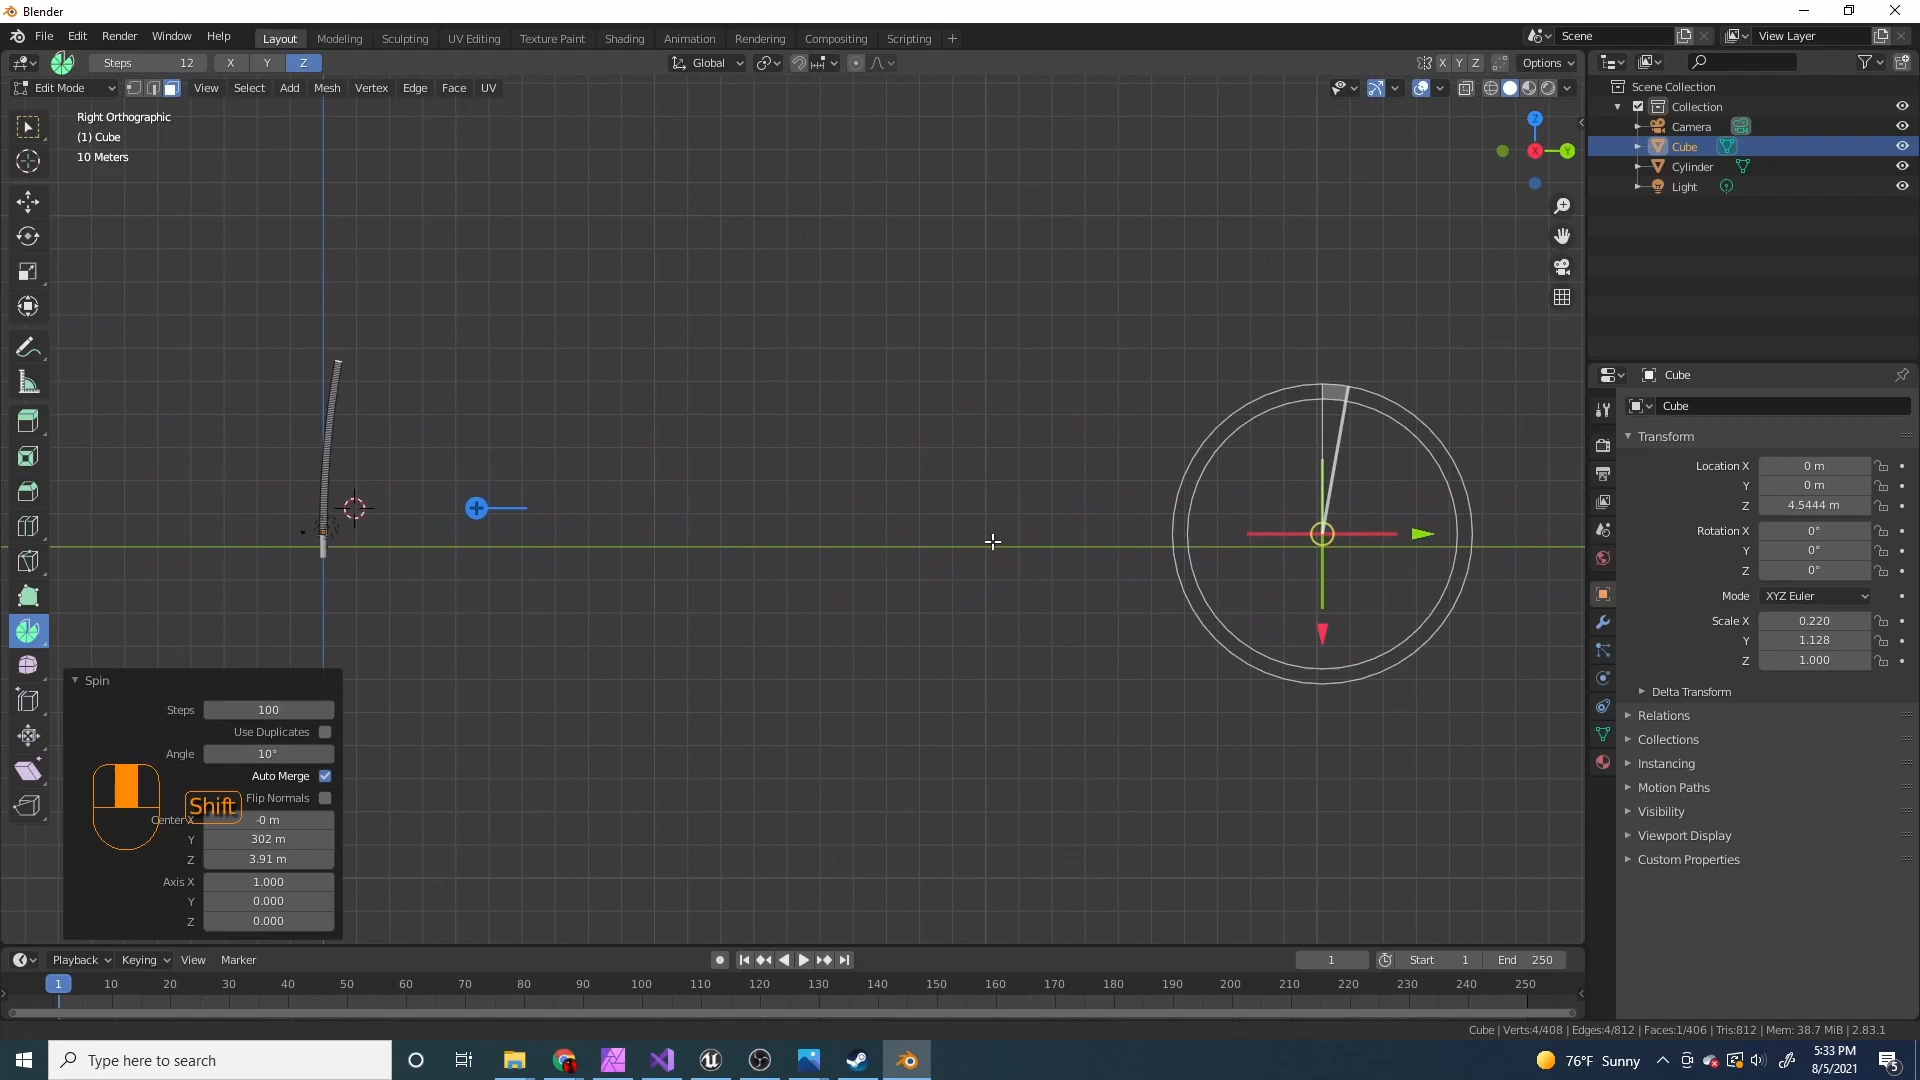 Blender
File Edit Render Window Help
Layout Modeling Sculpting UV Editing Texture Paint Shading Animation Rendering Compositing Scripting +
Scene
View Layer
Steps 12 X Y Z
Global
X Y Z Options
Edit Mode View Select Add Mesh Vertex Edge Face UV
Right Orthographic
(1) Cube
10 Meters
Z
X
Y
Scene Collection
Collection
Camera
Cube
Cylinder
Light
Cube
Cube
Transform
Location X 0 m
Y 0 m
Z 4.5444 m
Rotation X 0°
Y 0°
Z 0°
Mode XYZ Euler
Scale X 0.220
Y 1.128
Z 1.000
Delta Transform
Relations
Collections
Instancing
Motion Paths
Visibility
Viewport Display
Custom Properties
Spin
Steps 100
Use Duplicates
Angle 10°
Auto Merge
Flip Normals
Shift
Center X -0 m
Y 302 m
Z 3.91 m
Axis X 1.000
Y 0.000
Z 0.000
Playback Keying View Marker
1 Start 1 End 250
1 10 20 30 40 50 60 70 80 90 100 110 120 130 140 150 160 170 180 190 200 210 220 230 240 250
Cube | Verts:4/408 | Edges:4/812 | Faces:1/406 | Tris:812 | Mem: 38.7 MiB | 2.83.1
Type here to search
76°F Sunny
5:33 PM
8/5/2021
5